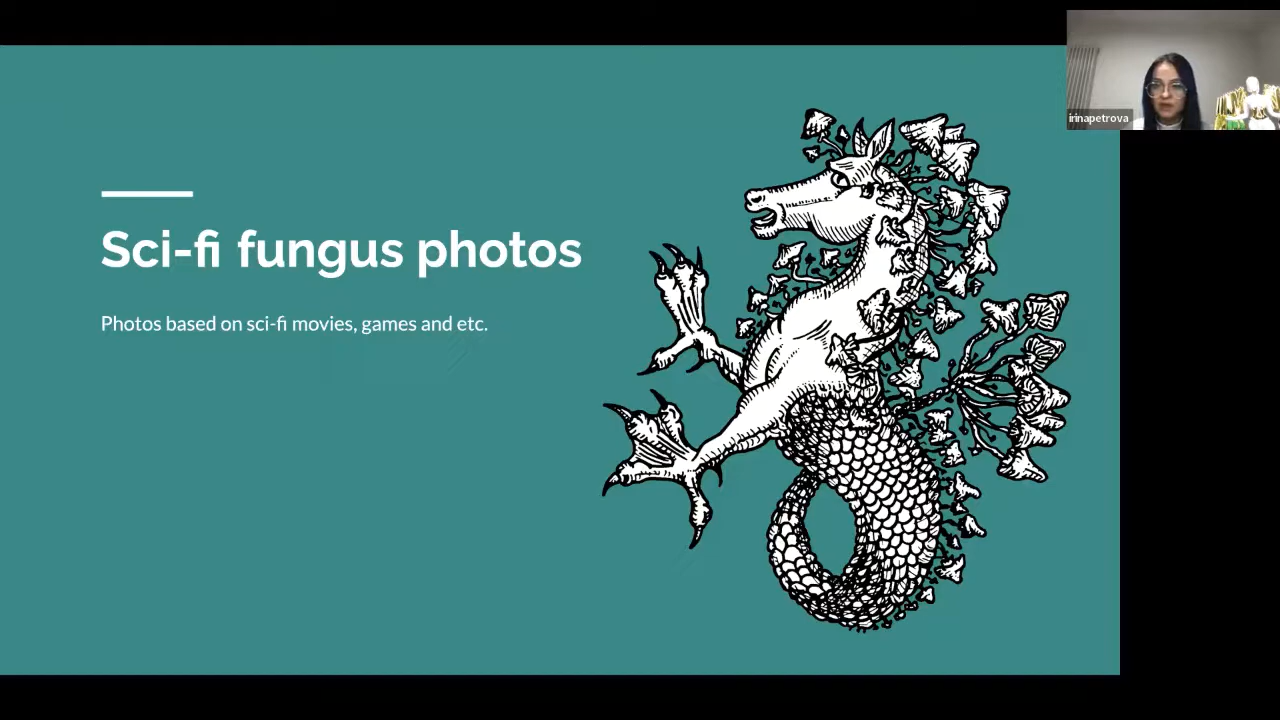 irinapetrova
Sci-fi fungus photos
Photos based on sci-fi movies, games and etc.